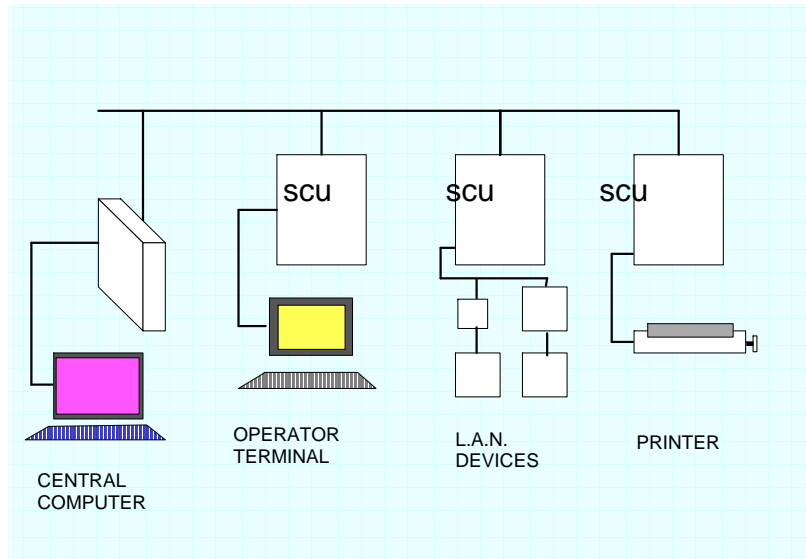 scu
scu
scu
CENTRAL
COMPUTER
OPERATOR
TERMINAL
L.A.N.
DEVICES
PRINTER